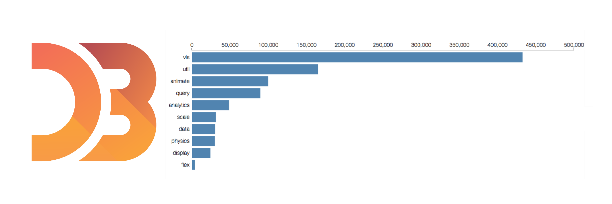 0 50,000 100,000 150,000 200,000 250,000 300,000 350,000 400,000 450,000 500,000
vis
util
animate
query
analytics
scale
data
physics
display
flex